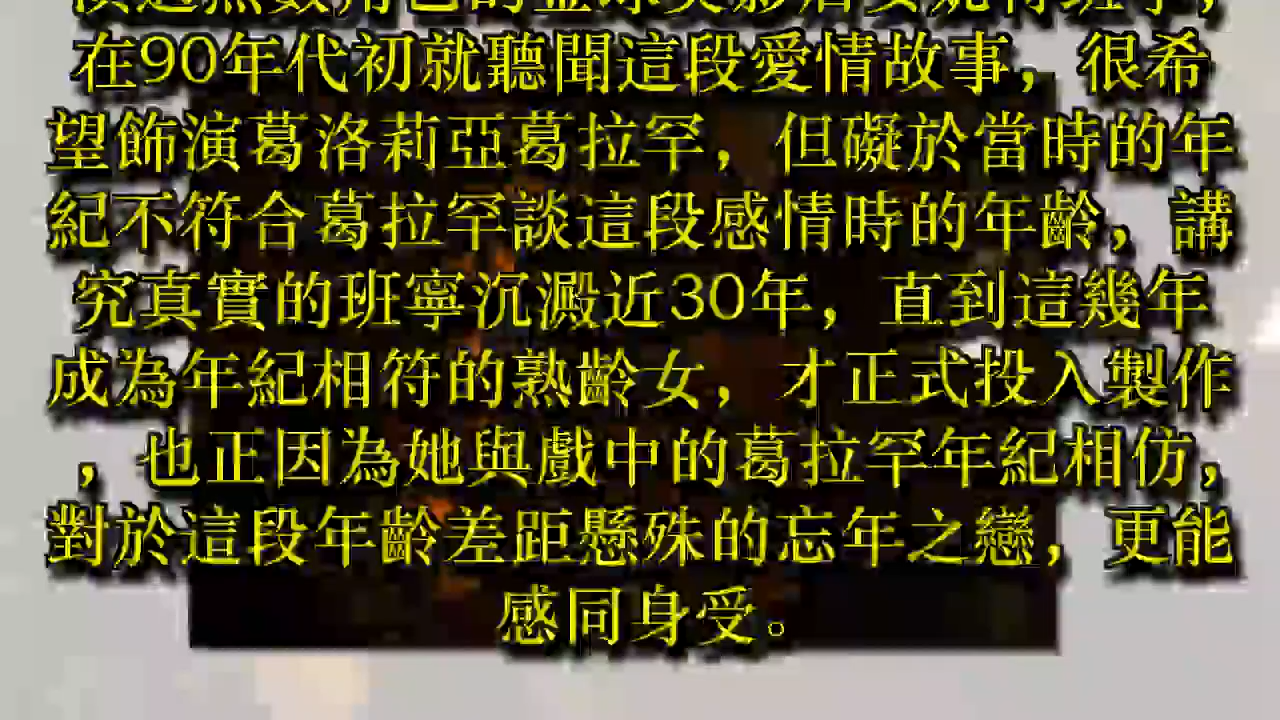 在90年代初就聽聞這段愛情故事，很希
望飾演葛洛莉亞葛拉罕，但礙於當時的年
紀不符合葛拉罕談這段感情時的年齡，講
究真實的班寧沉澱近30年，直到這幾年
成為年紀相符的熟齡女，才正式投入製作
，也正因為她與戲中的葛拉罕年紀相仿，
對於這段年齡差距懸殊的忘年之戀，更能
感同身受。